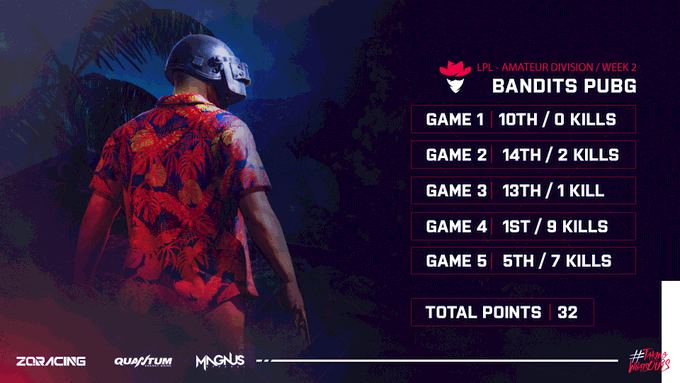 LPL - AMATEUR DIVISION / WEEK 2
BANDITS PUBG
GAME 1 | 10TH / 0 KILLS
GAME 2 | 14TH / 2 KILLS
GAME 3 | 13TH / 1 KILL
GAME 4 | 1ST / 9 KILLS
GAME 5 | 5TH / 7 KILLS
TOTAL POINTS | 32
ZQRACING
QUANTUM
MAGNUS
#TAKING
WHATSOURS